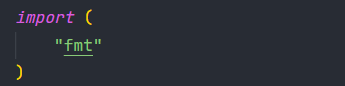 import (
    "fmt"
)